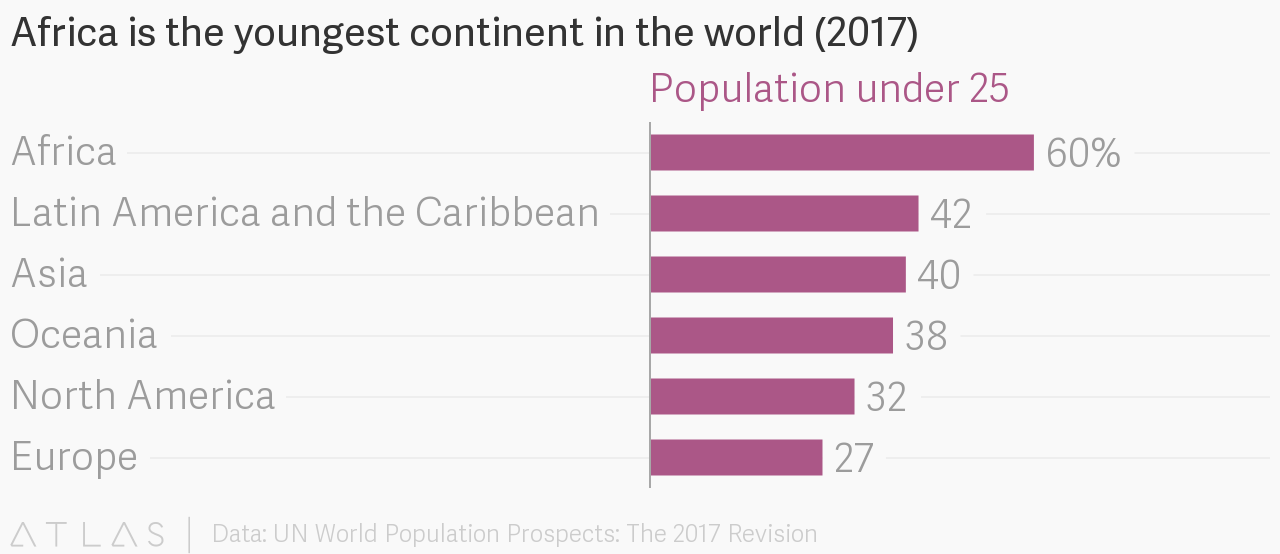 Africa is the youngest continent in the world (2017)
Population under 25
Africa 60%
Latin America and the Caribbean 42
Asia 40
Oceania 38
North America 32
Europe 27
ATLAS Data: UN World Population Prospects: The 2017 Revision